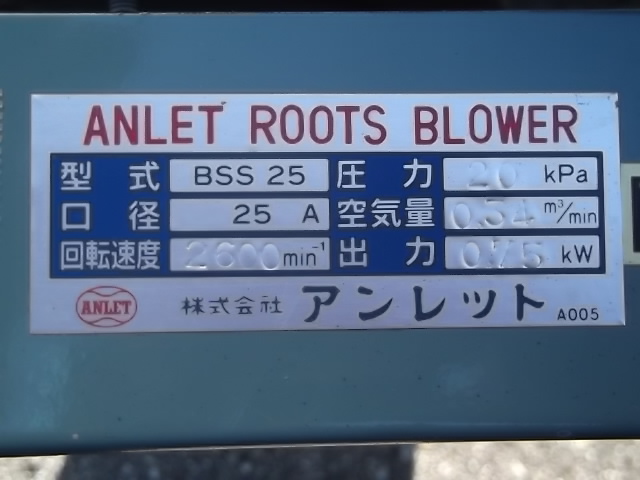 ANLET ROOTS BLOWER
型式 BSS 25 圧力 20 kPa
口径 25 A 空気量 0.54 m³/min
回転速度 2600 min⁻¹ 出力 0.75 kW
ANLET 株式会社 アンレット A005